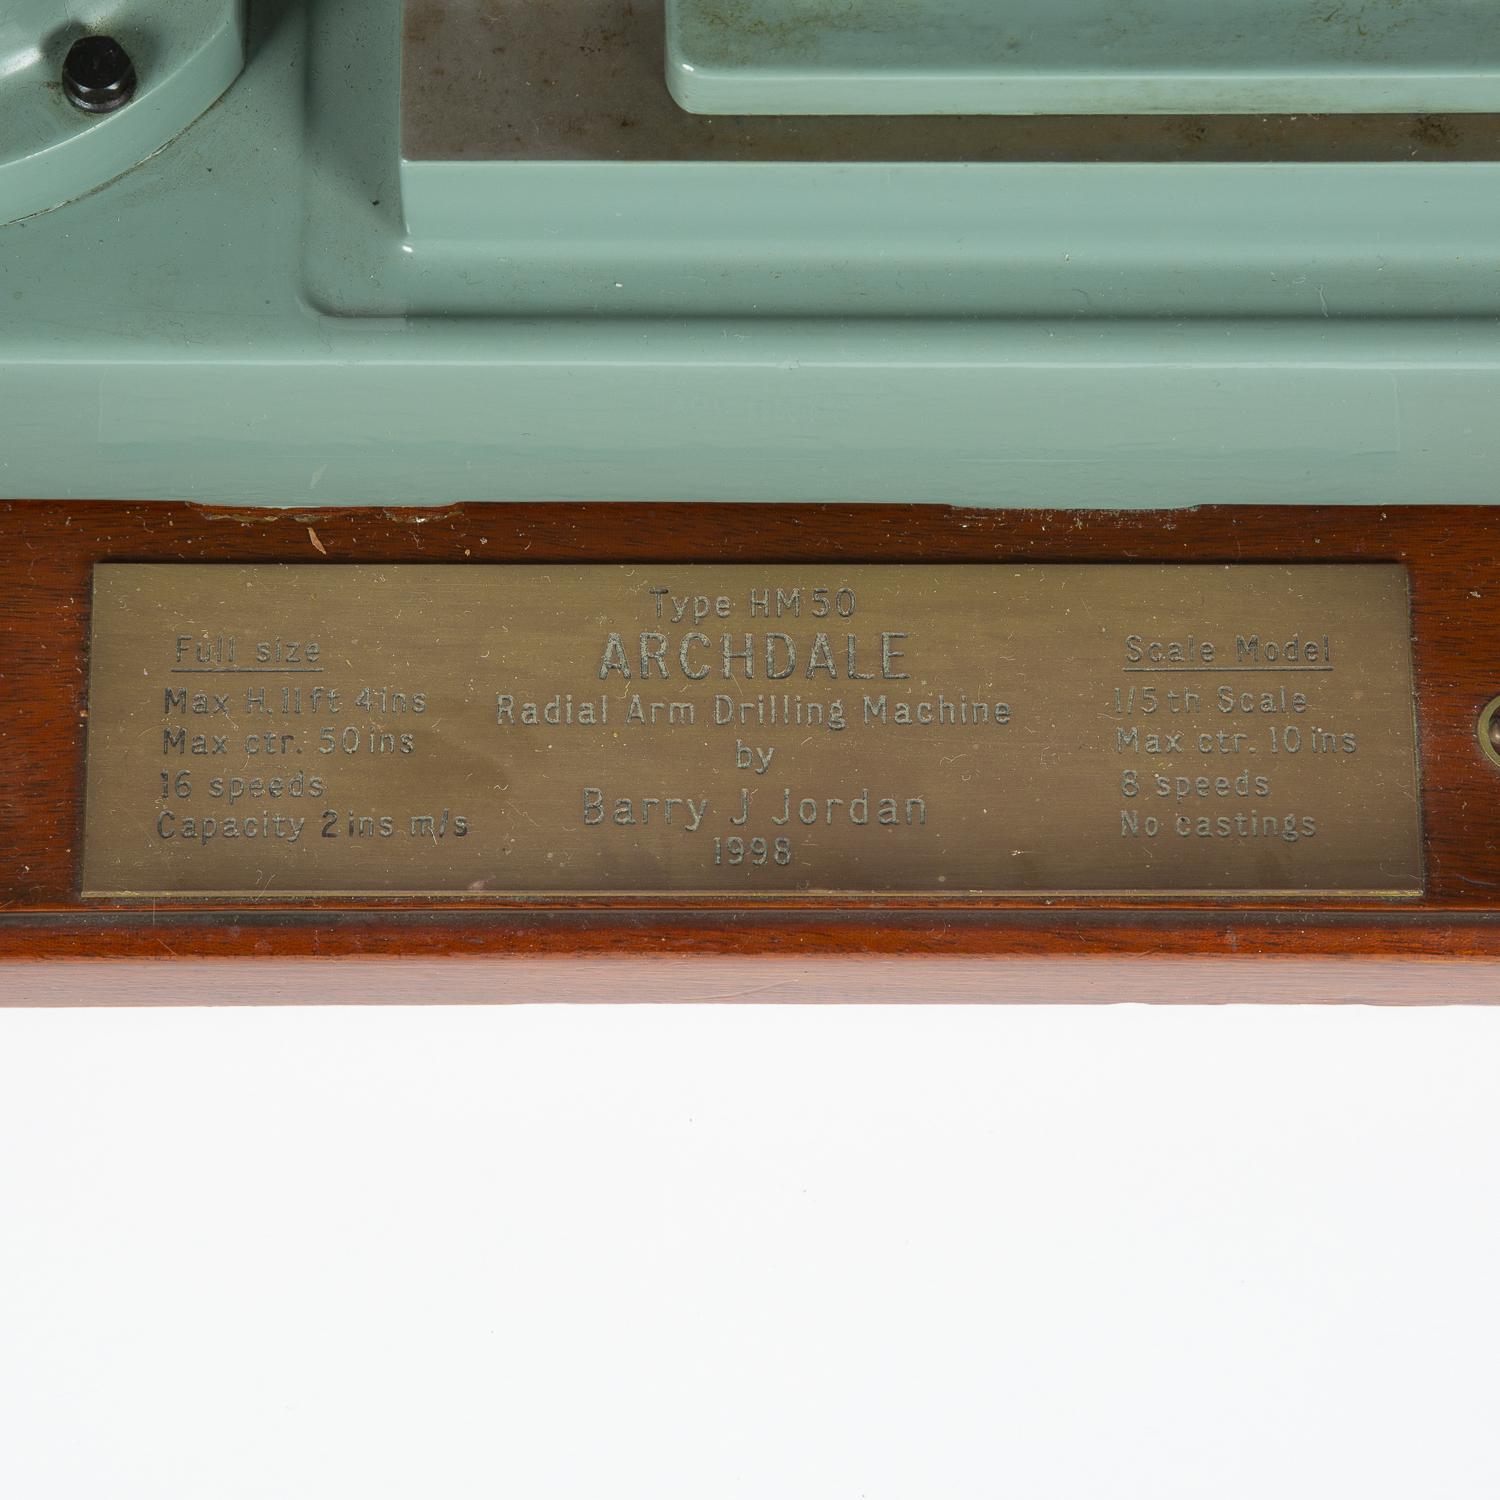 Type HM50
ARCHDALE
Radial Arm Drilling Machine
by
Barry J Jordan
1998
Full size
Max H. 11ft 4ins
Max ctr. 50ins
16 speeds
Capacity 2ins m/s
Scale Model
1/5th Scale
Max ctr. 10ins
8 speeds
No castings